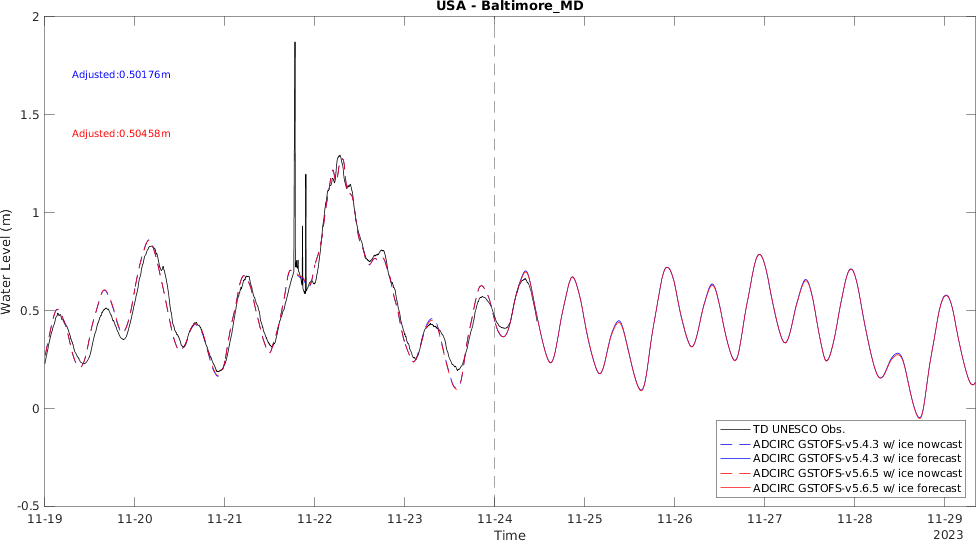 USA - Baltimore_MD
2
Adjusted:0.50176m
1.5
Adjusted:0.50458m
1
Water Level (m)
0.5
0
TD UNESCO Obs.
ADCIRC GSTOFS-v5.4.3 w/ ice nowcast
ADCIRC GSTOFS-v5.4.3 w/ ice forecast
ADCIRC GSTOFS-v5.6.5 w/ ice nowcast
ADCIRC GSTOFS-v5.6.5 w/ ice forecast
-0.5
11-19 11-20 11-21 11-22 11-23 11-24 11-25 11-26 11-27 11-28 11-29
Time 2023